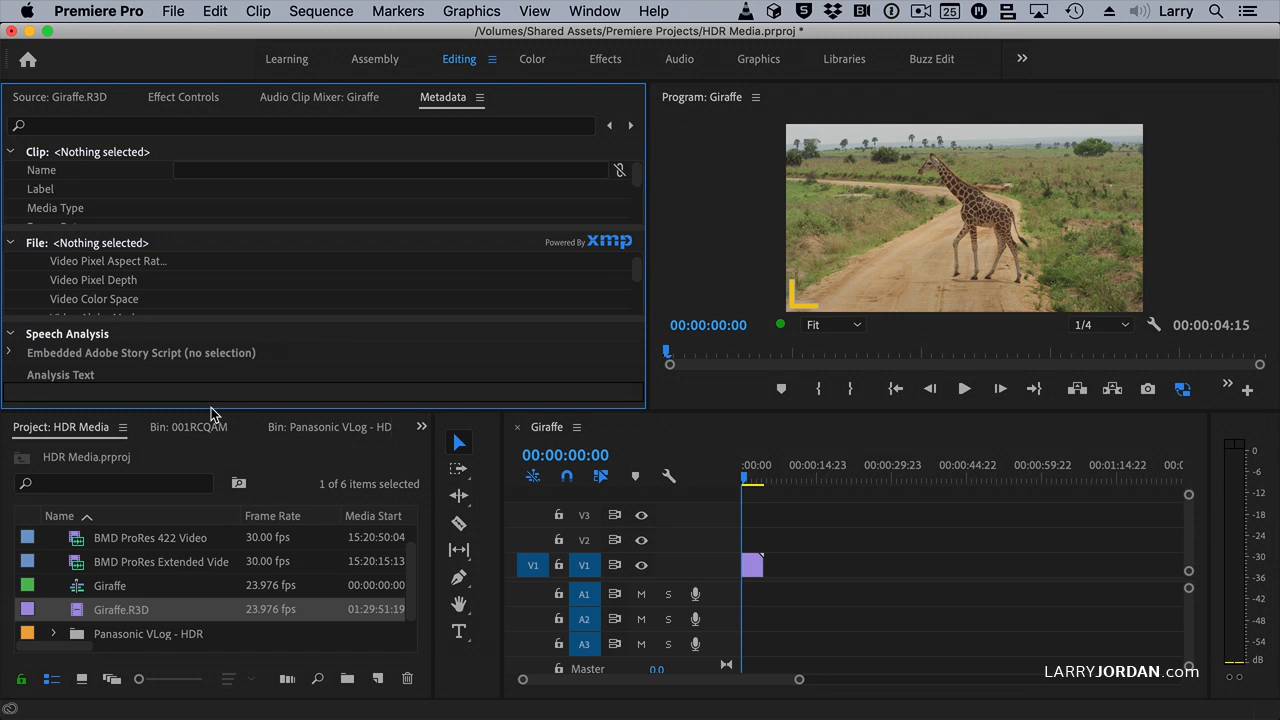 Premiere Pro File Edit Clip Sequence Markers Graphics View Window Help 25 Larry
/Volumes/Shared Assets/Premiere Projects/HDR Media.prproj *
Learning Assembly Editing Color Effects Audio Graphics Libraries Buzz Edit
Source: Giraffe.R3D Effect Controls Audio Clip Mixer: Giraffe Metadata
Program: Giraffe
Clip: <Nothing selected>
Name
Label
Media Type
File: <Nothing selected> Powered By xmp
Video Pixel Aspect Rat...
Video Pixel Depth
Video Color Space
Speech Analysis
Embedded Adobe Story Script (no selection)
Analysis Text
00:00:00:00 Fit 1/4 00:00:04:15
Project: HDR Media Bin: 001RCQAM Bin: Panasonic VLog - HD
HDR Media.prproj
1 of 6 items selected
Name Frame Rate Media Start
BMD ProRes 422 Video 30.00 fps 15:20:50:04
BMD ProRes Extended Vide 30.00 fps 15:20:15:13
Giraffe 23.976 fps 00:00:00:00
Giraffe.R3D 23.976 fps 01:29:51:19
Panasonic VLog - HDR
× Giraffe
00:00:00:00
:00:00 00:00:14:23 00:00:29:23 00:00:44:22 00:00:59:22 00:01:14:22 00:0
V3
V2
V1 V1
A1 M S
A2 M S
A3 M S
Master 0.0
0
-6
-12
-18
-24
-30
-36
-42
-48
-54
dB
S S
LARRYJORDAN.com